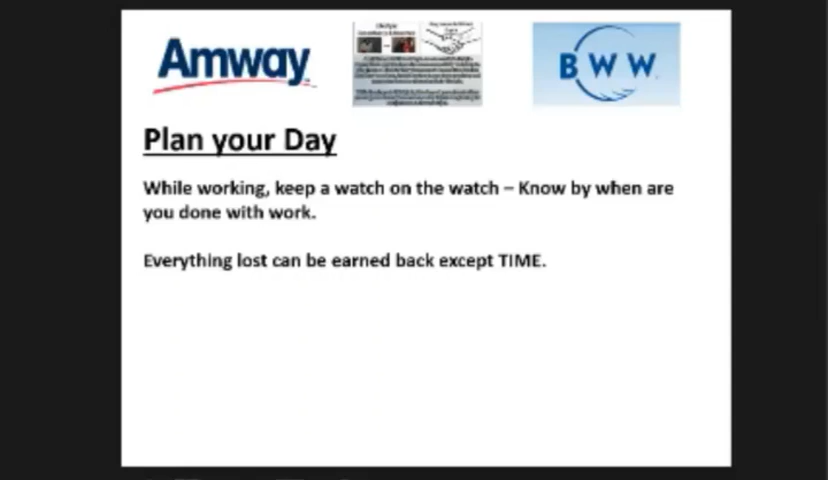 Amway
BWW
Plan your Day
While working, keep a watch on the watch – Know by when are
you done with work.
Everything lost can be earned back except TIME.